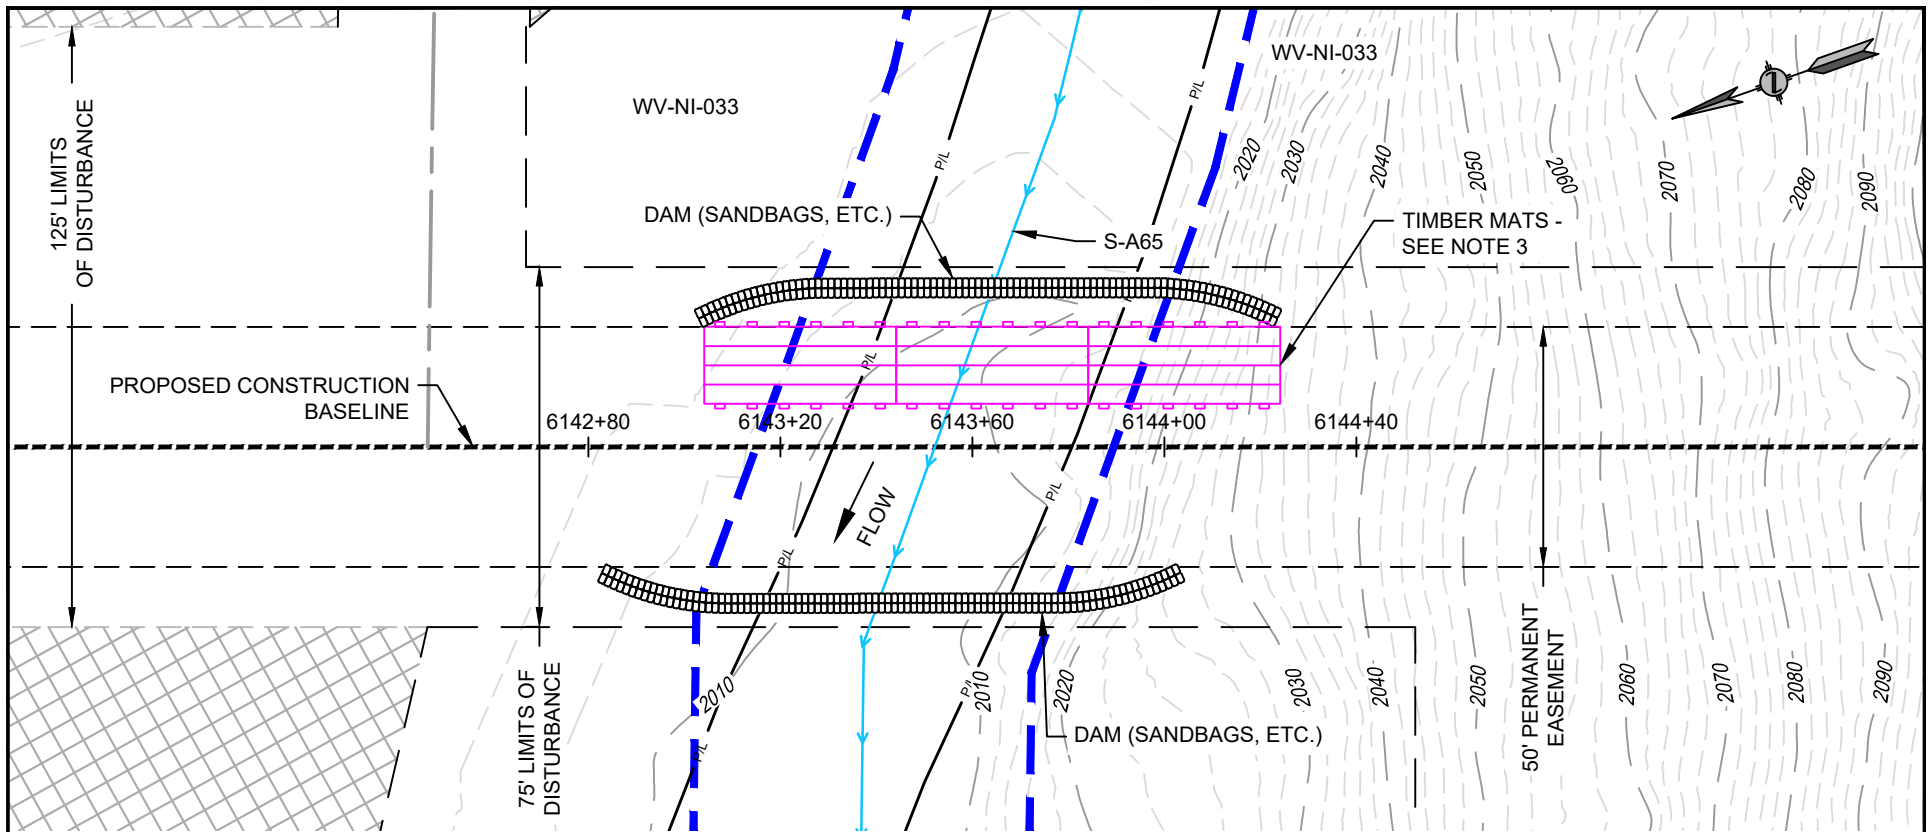 WV-NI-033
WV-NI-033
125' LIMITS
OF DISTURBANCE
DAM (SANDBAGS, ETC.)
S-A65
TIMBER MATS -
SEE NOTE 3
P/L
P/L
2020
2030
2040
2050
2060
2070
2080
2090
PROPOSED CONSTRUCTION
BASELINE
P/L
6142+80
6143+20
6143+60
6144+00
6144+40
P/L
P/L
FLOW
75' LIMITS OF
DISTURBANCE
50' PERMANENT
EASEMENT
2010
P/L
P/L
2010
2020
2030
2040
2050
2060
2070
2080
2090
DAM (SANDBAGS, ETC.)